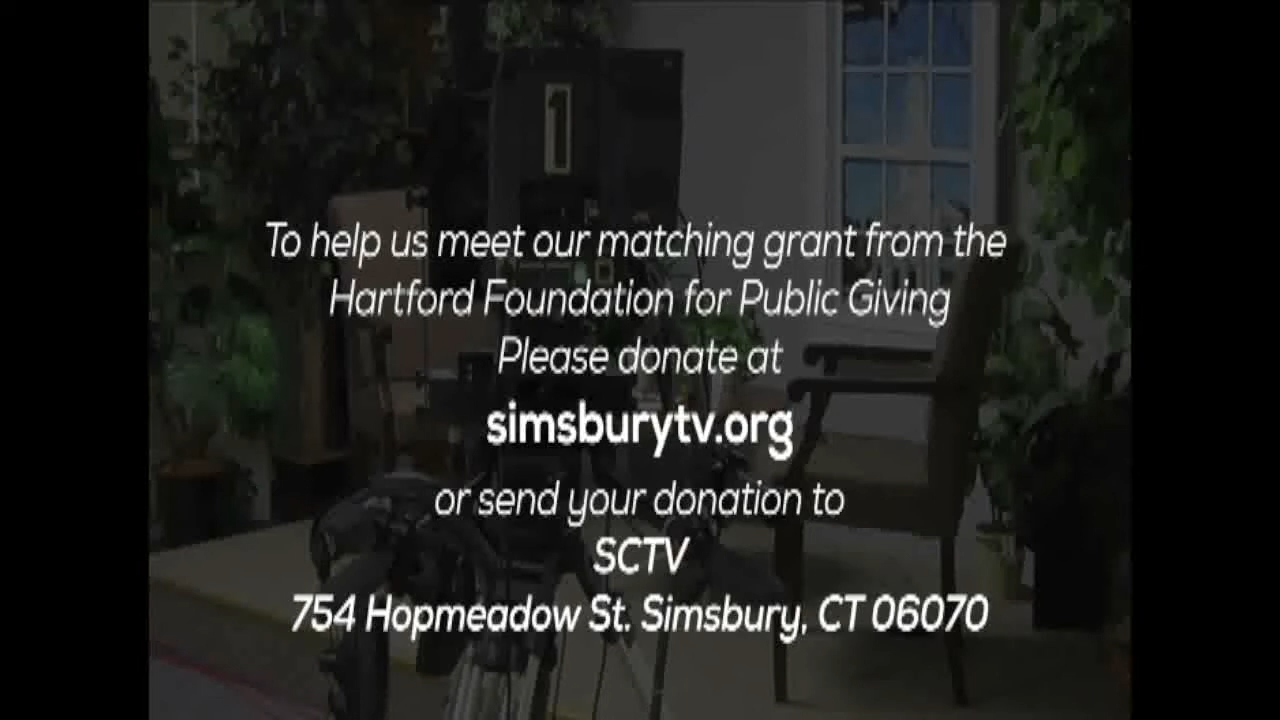 1
To help us meet our matching grant from the
Hartford Foundation for Public Giving
Please donate at
simsburytv.org
or send your donation to
SCTV
754 Hopmeadow St. Simsbury, CT 06070